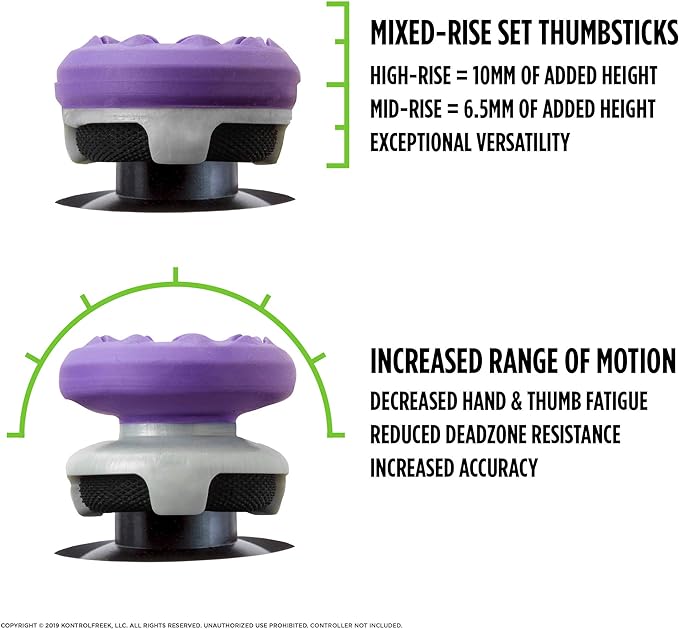 MIXED-RISE SET THUMBSTICKS
HIGH-RISE = 10MM OF ADDED HEIGHT
MID-RISE = 6.5MM OF ADDED HEIGHT
EXCEPTIONAL VERSATILITY
INCREASED RANGE OF MOTION
DECREASED HAND & THUMB FATIGUE
REDUCED DEADZONE RESISTANCE
INCREASED ACCURACY
COPYRIGHT © 2019 KONTROLFREEK, LLC. ALL RIGHTS RESERVED. UNAUTHORIZED USE PROHIBITED. CONTROLLER NOT INCLUDED.